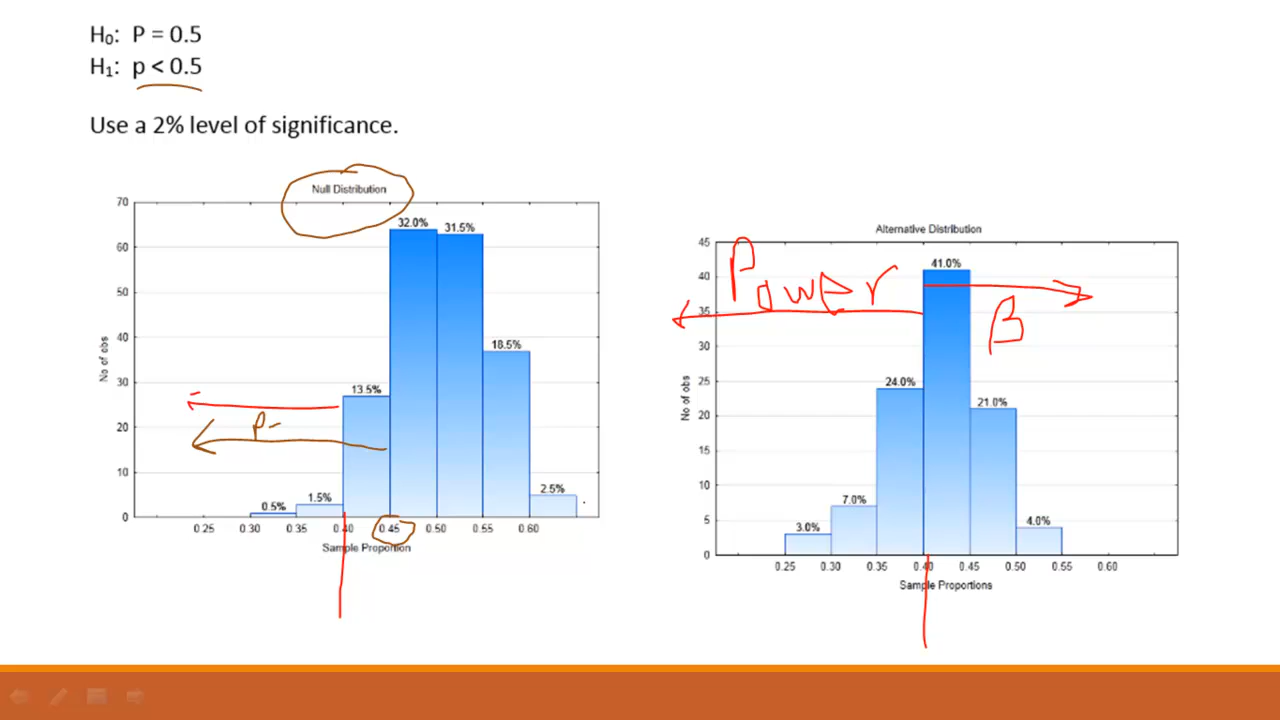 H₀: P = 0.5
H₁: p < 0.5
Use a 2% level of significance.
Null Distribution
70
60
50
40
30
20
10
0
No of obs
0.5%
1.5%
13.5%
32.0%
31.5%
18.5%
2.5%
P-
0.25 0.30 0.35 0.40 0.45 0.50 0.55 0.60
Sample Proportion
Alternative Distribution
45
40
35
30
25
20
15
10
5
0
No of obs
Power
β
3.0%
7.0%
24.0%
41.0%
21.0%
4.0%
0.25 0.30 0.35 0.40 0.45 0.50 0.55 0.60
Sample Proportions